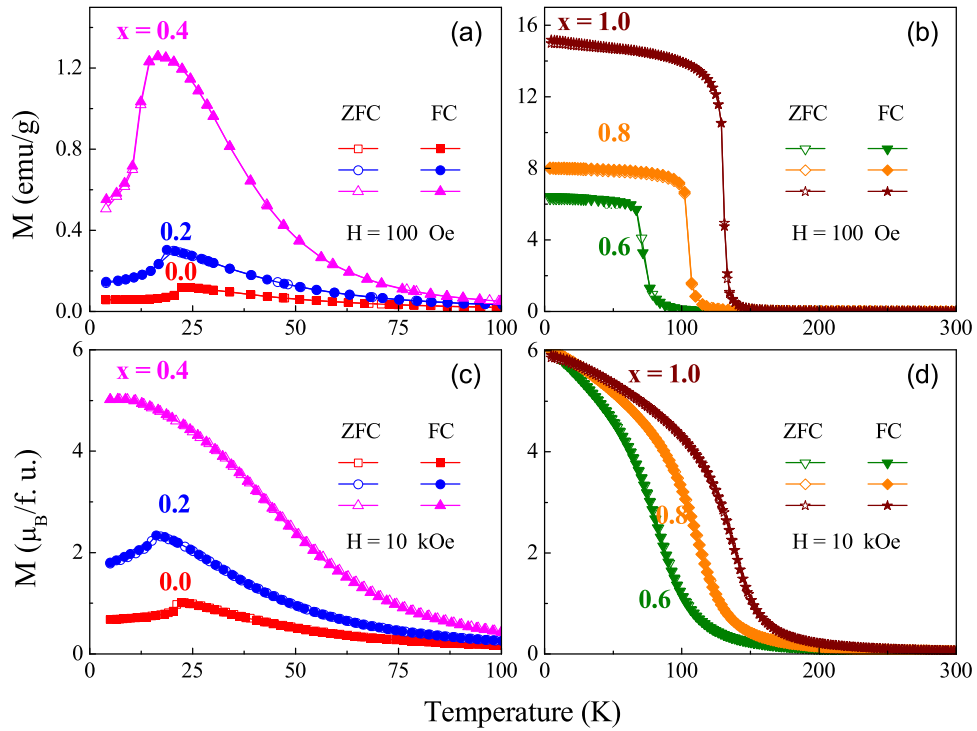 x = 0.4
(a)
1.2
0.8
0.4
0.0
M (emu/g)
ZFC FC
H = 100 Oe
0.2
0.0
0 25 50 75 100
x = 1.0
(b)
16
12
8
4
0
ZFC FC
0.8
0.6
H = 100 Oe
0 100 200 300
x = 0.4
(c)
6
4
2
0
M (μB/f. u.)
ZFC FC
H = 10 kOe
0.2
0.0
0 25 50 75 100
x = 1.0
(d)
6
4
2
0
ZFC FC
H = 10 kOe
0.8
0.6
0 100 200 300
Temperature (K)